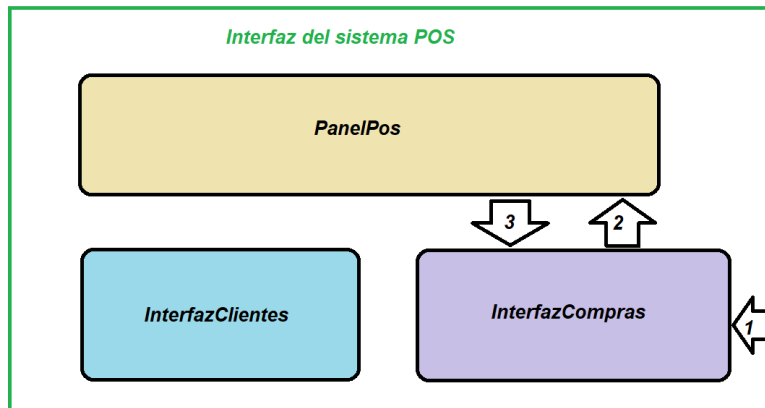 Interfaz del sistema POS
PanelPos
3
2
InterfazClientes
InterfazCompras
1